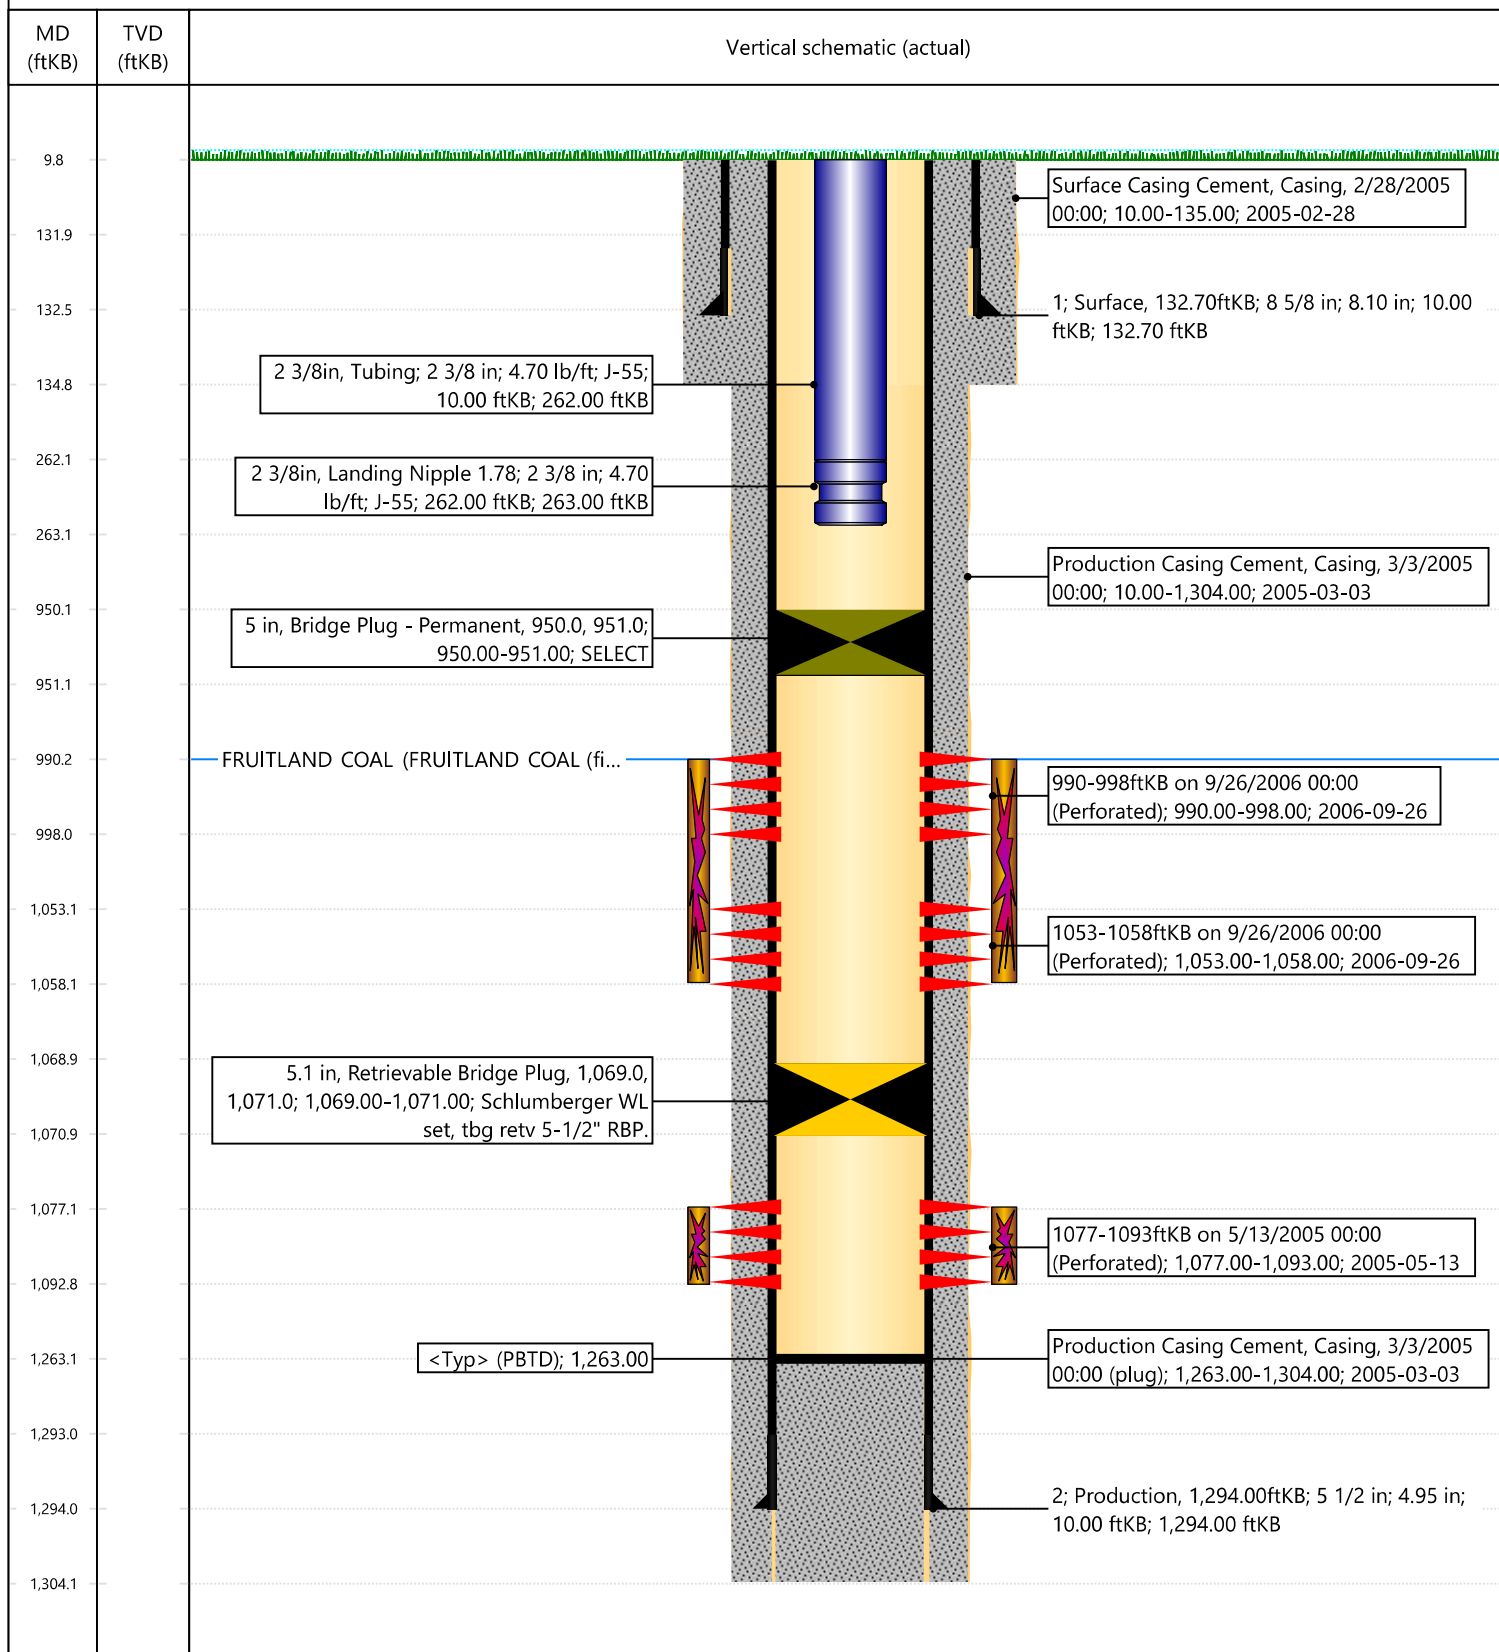 MD
(ftKB)
TVD
(ftKB)
Vertical schematic (actual)
9.8
Surface Casing Cement, Casing, 2/28/2005
00:00; 10.00-135.00; 2005-02-28
131.9
1; Surface, 132.70ftKB; 8 5/8 in; 8.10 in; 10.00
ftKB; 132.70 ftKB
132.5
2 3/8in, Tubing; 2 3/8 in; 4.70 lb/ft; J-55;
10.00 ftKB; 262.00 ftKB
134.8
262.1
2 3/8in, Landing Nipple 1.78; 2 3/8 in; 4.70
lb/ft; J-55; 262.00 ftKB; 263.00 ftKB
263.1
Production Casing Cement, Casing, 3/3/2005
00:00; 10.00-1,304.00; 2005-03-03
950.1
5 in, Bridge Plug - Permanent, 950.0, 951.0;
950.00-951.00; SELECT
951.1
990.2
FRUITLAND COAL (FRUITLAND COAL (fi...
990-998ftKB on 9/26/2006 00:00
(Perforated); 990.00-998.00; 2006-09-26
998.0
1,053.1
1053-1058ftKB on 9/26/2006 00:00
(Perforated); 1,053.00-1,058.00; 2006-09-26
1,058.1
1,068.9
5.1 in, Retrievable Bridge Plug, 1,069.0,
1,071.0; 1,069.00-1,071.00; Schlumberger WL
set, tbg retv 5-1/2" RBP.
1,070.9
1,077.1
1077-1093ftKB on 5/13/2005 00:00
(Perforated); 1,077.00-1,093.00; 2005-05-13
1,092.8
1,263.1
<Typ> (PBTD); 1,263.00
Production Casing Cement, Casing, 3/3/2005
00:00 (plug); 1,263.00-1,304.00; 2005-03-03
1,293.0
1,294.0
2; Production, 1,294.00ftKB; 5 1/2 in; 4.95 in;
10.00 ftKB; 1,294.00 ftKB
1,304.1